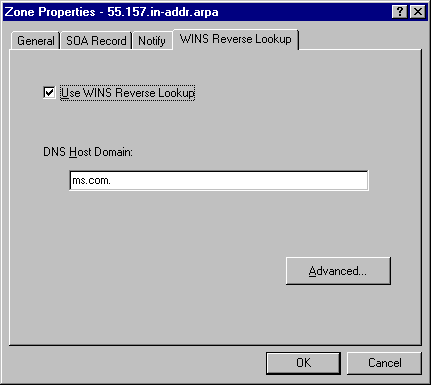 Zone Properties - 55.157.in-addr.arpa
General SOA Record Notify WINS Reverse Lookup
Use WINS Reverse Lookup
DNS Host Domain:
ms.com.
Advanced...
OK Cancel